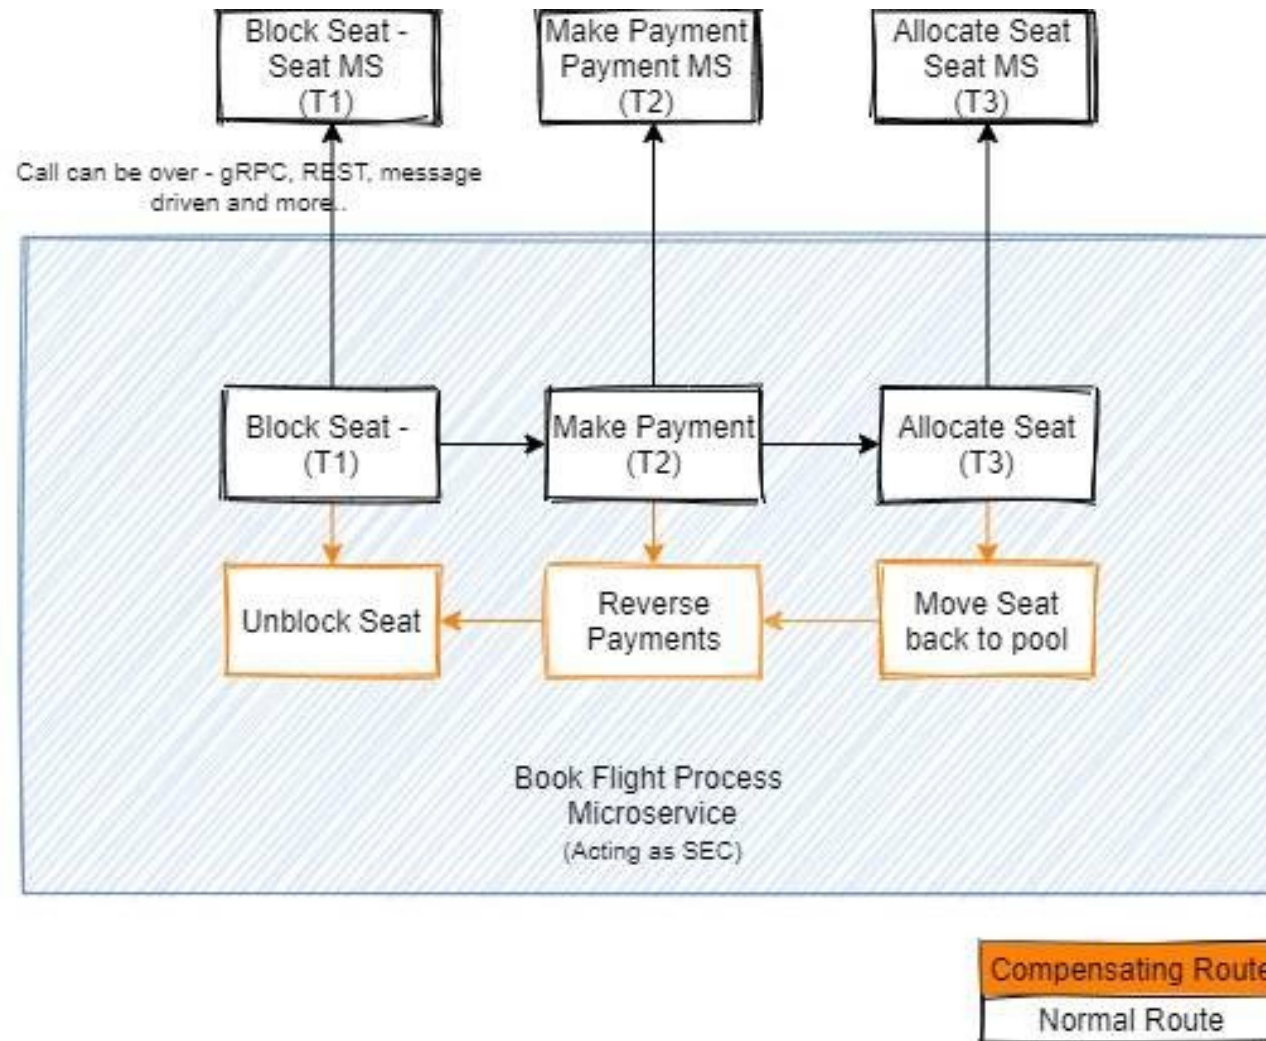 Block Seat -
Seat MS
(T1)
Make Payment
Payment MS
(T2)
Allocate Seat
Seat MS
(T3)
Call can be over - gRPC, REST, message
driven and more..
Block Seat -
(T1)
Make Payment
(T2)
Allocate Seat
(T3)
Unblock Seat
Reverse
Payments
Move Seat
back to pool
Book Flight Process
Microservice
(Acting as SEC)
Compensating Route
Normal Route